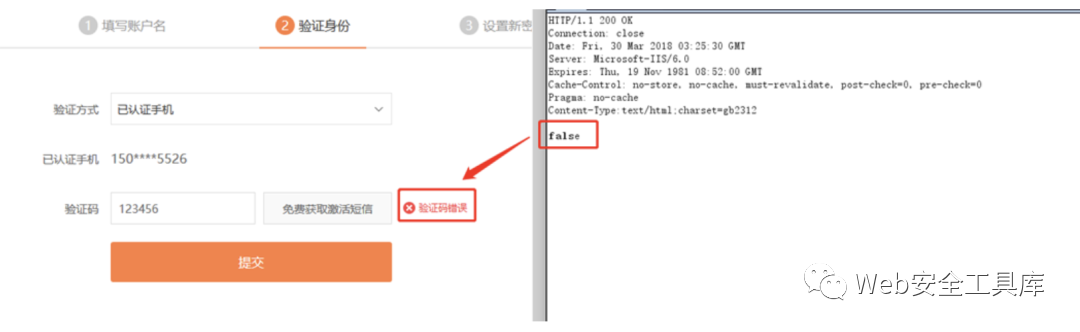 1 填写账户名
2 验证身份
3 设置新密
验证方式
已认证手机
已认证手机 150****5526
验证码
123456
免费获取激活短信
验证码错误
提交
HTTP/1.1 200 OK
Connection: close
Date: Fri, 30 Mar 2018 03:25:30 GMT
Server: Microsoft-IIS/6.0
Expires: Thu, 19 Nov 1981 08:52:00 GMT
Cache-Control: no-store, no-cache, must-revalidate, post-check=0, pre-check=0
Pragma: no-cache
Content-Type:text/html;charset=gb2312
false
Web安全工具库